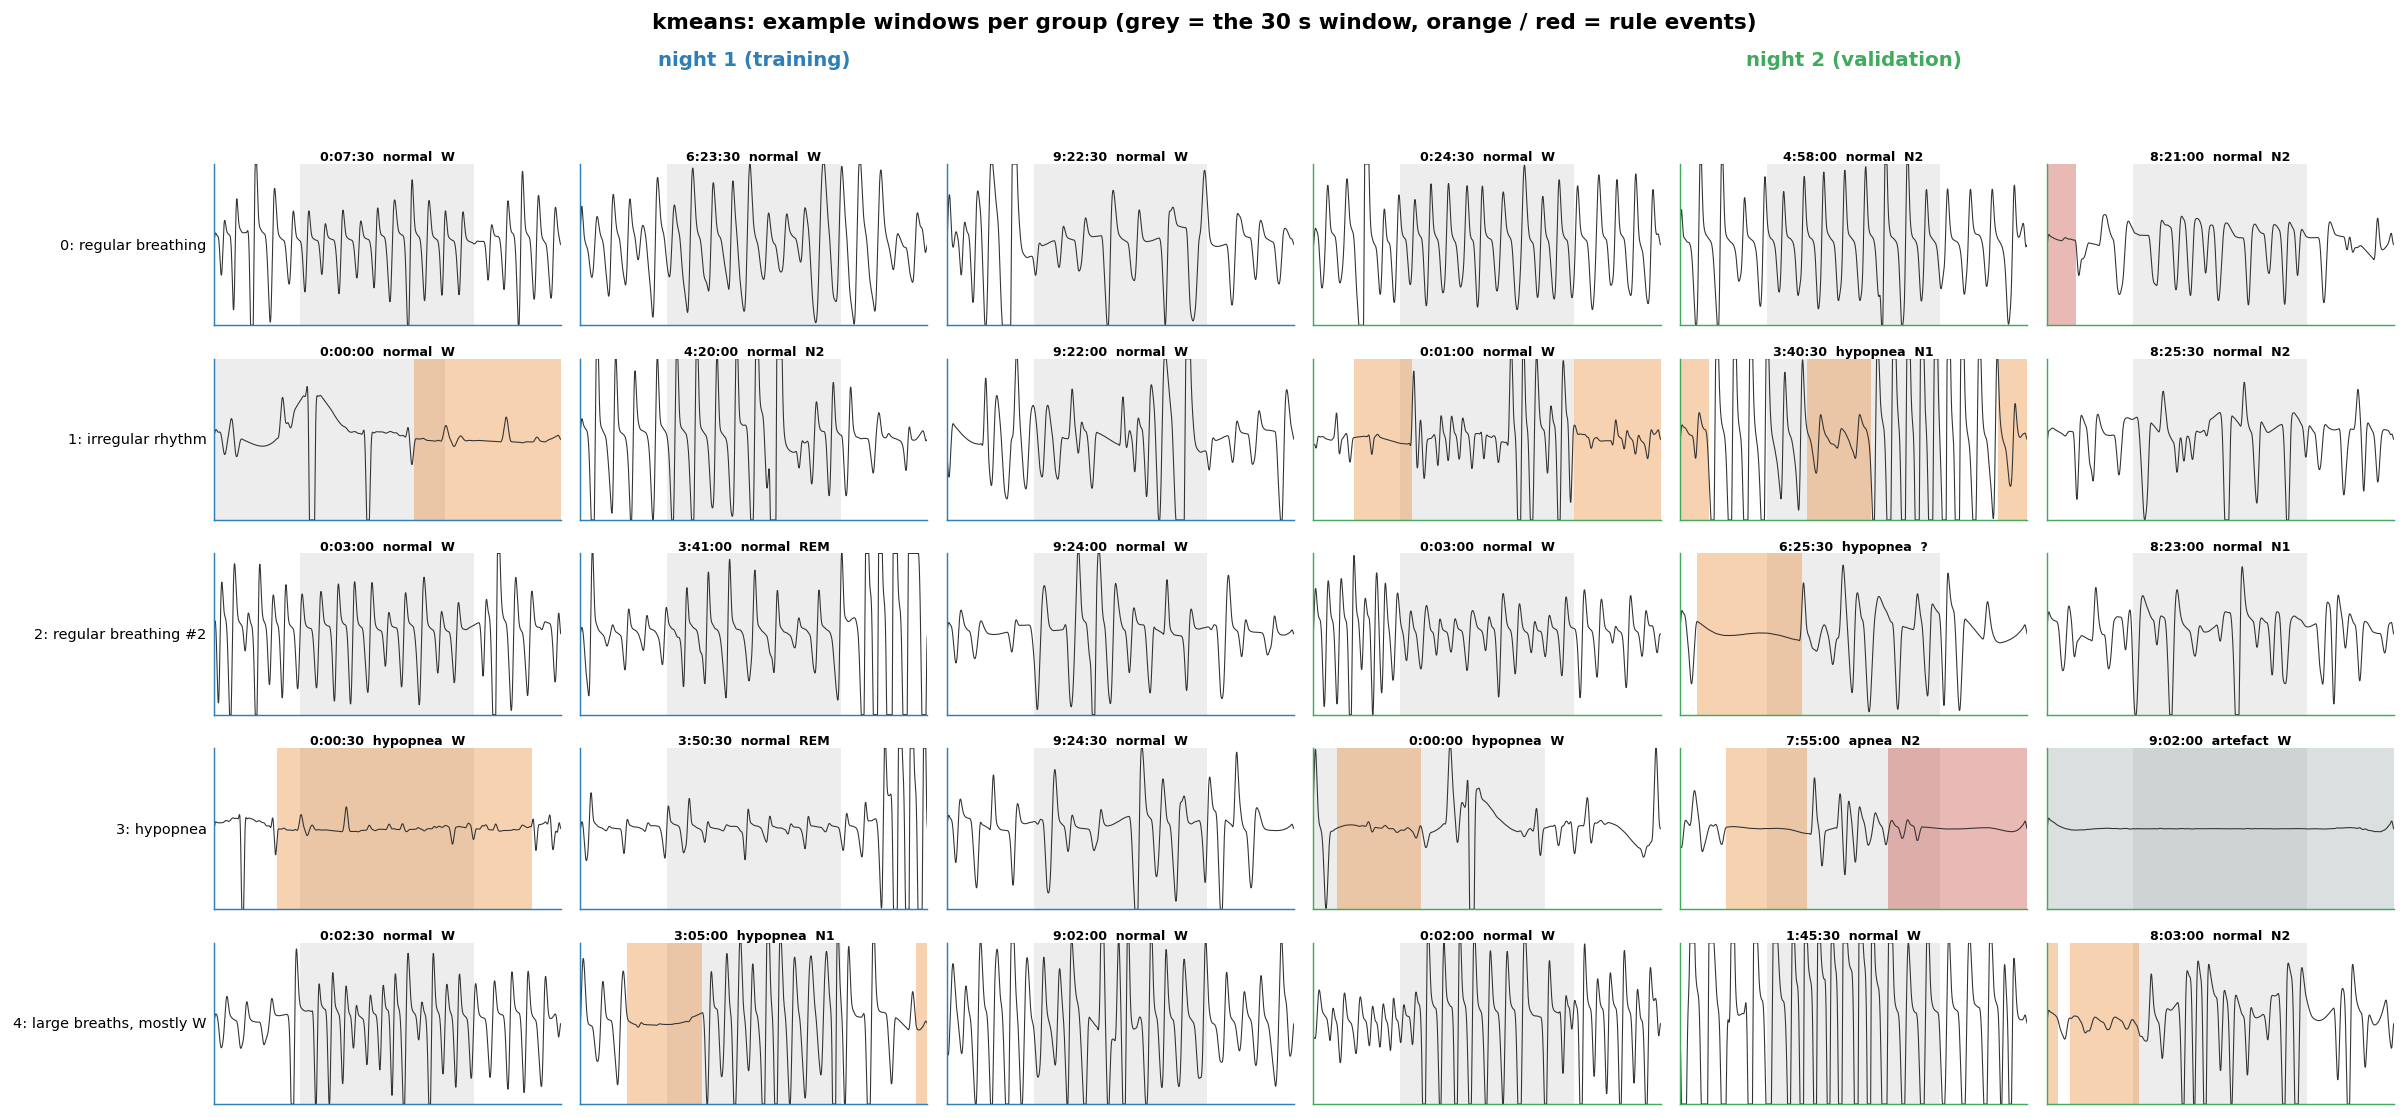 kmeans: example windows per group (grey = the 30 s window, orange / red = rule events)
night 1 (training)
night 2 (validation)
0:07:30  normal  W
6:23:30  normal  W
9:22:30  normal  W
0:24:30  normal  W
4:58:00  normal  N2
8:21:00  normal  N2
0: regular breathing
0:00:00  normal  W
4:20:00  normal  N2
9:22:00  normal  W
0:01:00  normal  W
3:40:30  hypopnea  N1
8:25:30  normal  N2
1: irregular rhythm
0:03:00  normal  W
3:41:00  normal  REM
9:24:00  normal  W
0:03:00  normal  W
6:25:30  hypopnea  ?
8:23:00  normal  N1
2: regular breathing #2
0:00:30  hypopnea  W
3:50:30  normal  REM
9:24:30  normal  W
0:00:00  hypopnea  W
7:55:00  apnea  N2
9:02:00  artefact  W
3: hypopnea
0:02:30  normal  W
3:05:00  hypopnea  N1
9:02:00  normal  W
0:02:00  normal  W
1:45:30  normal  W
8:03:00  normal  N2
4: large breaths, mostly W